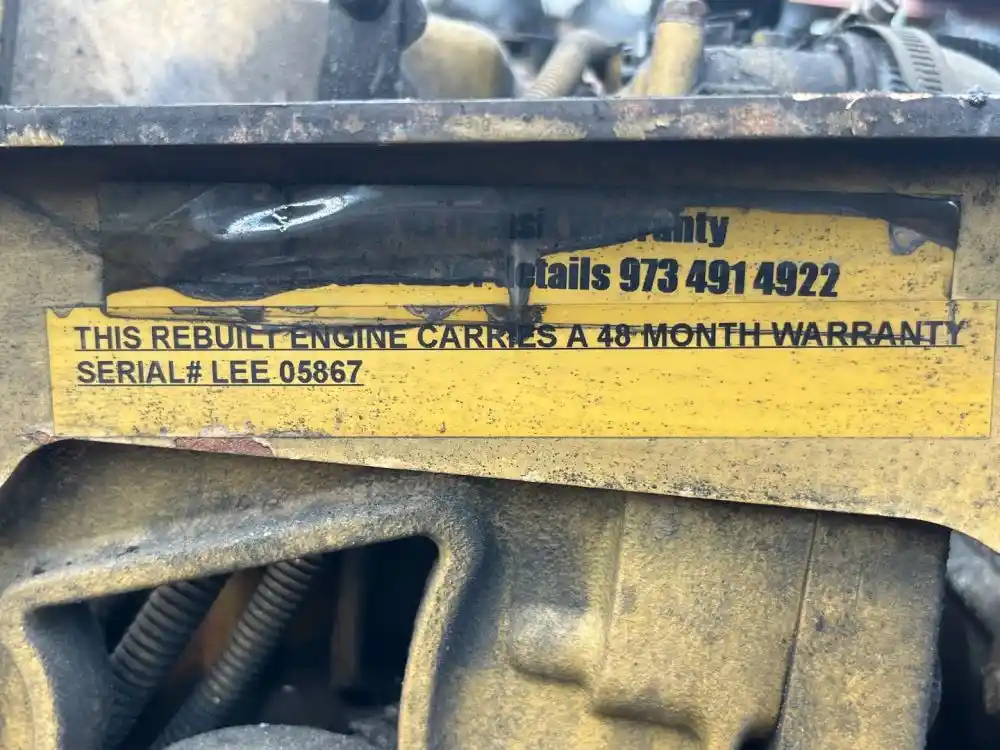 Warranty
Details 973 491 4922
THIS REBUILT ENGINE CARRIES A 48 MONTH WARRANTY
SERIAL# LEE 05867